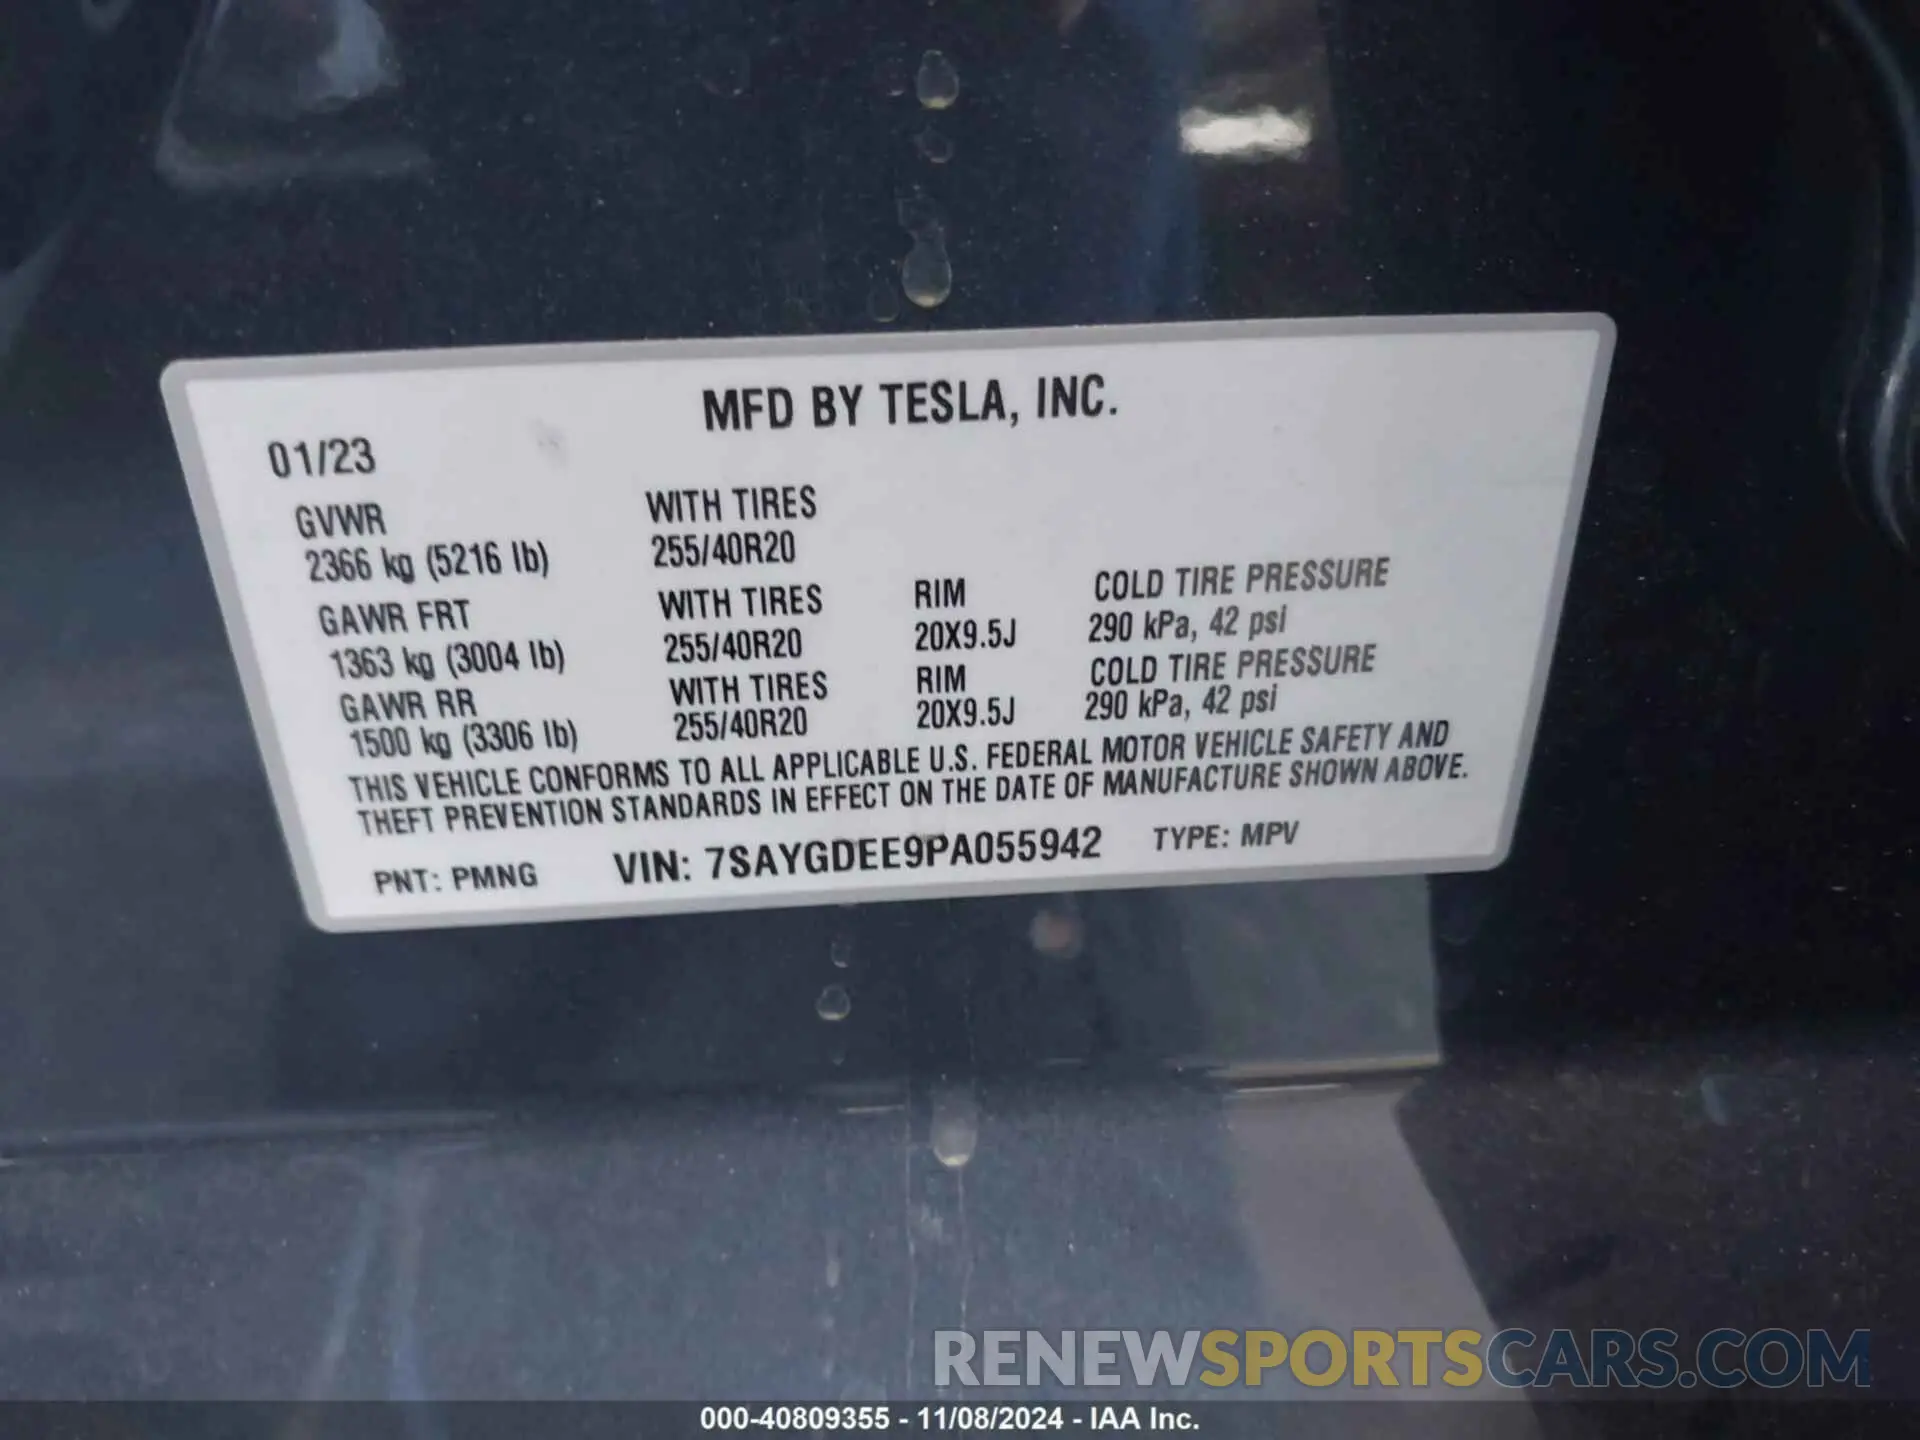 MFD BY TESLA, INC.
01/23
GVWR WITH TIRES
2366 kg (5216 lb) 255/40R20
GAWR FRT WITH TIRES RIM COLD TIRE PRESSURE
1363 kg (3004 lb) 255/40R20 20X9.5J 290 kPa, 42 psi
GAWR RR WITH TIRES RIM COLD TIRE PRESSURE
1500 kg (3306 lb) 255/40R20 20X9.5J 290 kPa, 42 psi
THIS VEHICLE CONFORMS TO ALL APPLICABLE U.S. FEDERAL MOTOR VEHICLE SAFETY AND
THEFT PREVENTION STANDARDS IN EFFECT ON THE DATE OF MANUFACTURE SHOWN ABOVE.
PNT: PMNG VIN: 7SAYGDEE9PA055942 TYPE: MPV
RENEWSPORTSCARS.COM
000-40809355 - 11/08/2024 - IAA Inc.